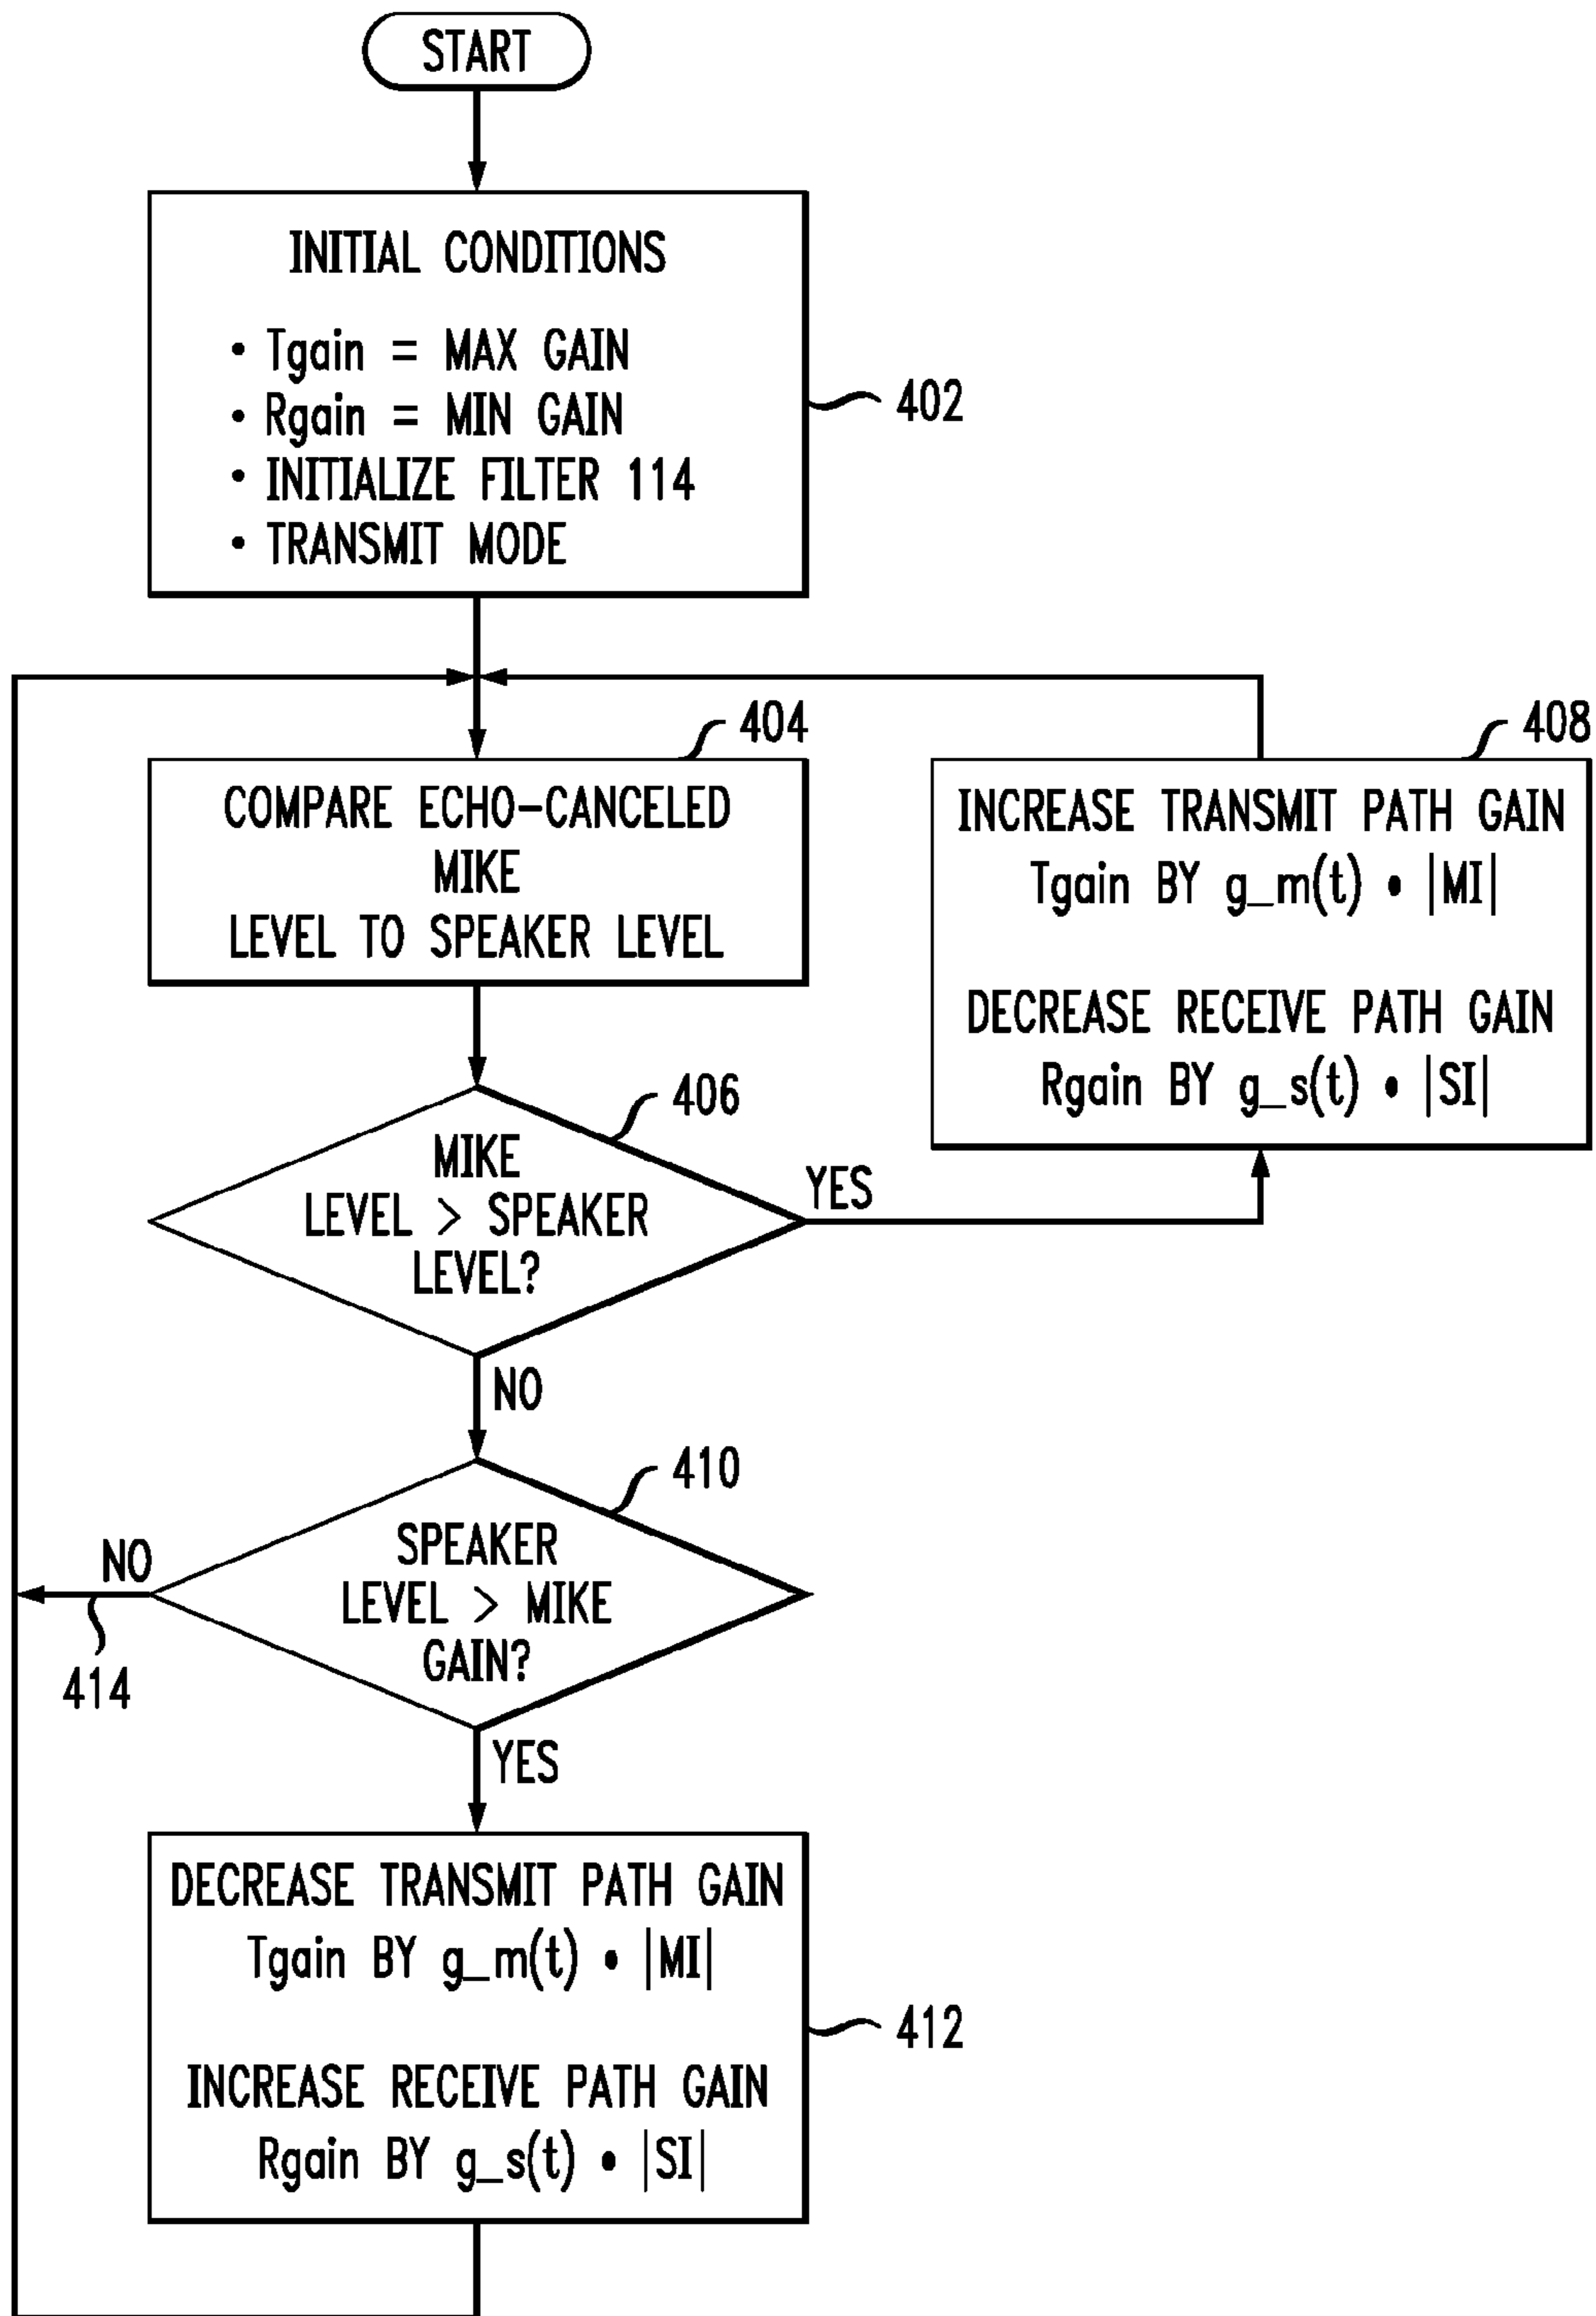 START
INITIAL CONDITIONS
• Tgain = MAX GAIN
• Rgain = MIN GAIN
• INITIALIZE FILTER 114
• TRANSMIT MODE
402
404
COMPARE ECHO-CANCELED
MIKE
LEVEL TO SPEAKER LEVEL
408
INCREASE TRANSMIT PATH GAIN
Tgain BY g_m(t) • |MI|
DECREASE RECEIVE PATH GAIN
Rgain BY g_s(t) • |SI|
406
MIKE
LEVEL > SPEAKER
LEVEL?
YES
NO
410
SPEAKER
LEVEL > MIKE
GAIN?
NO
414
YES
DECREASE TRANSMIT PATH GAIN
Tgain BY g_m(t) • |MI|
INCREASE RECEIVE PATH GAIN
Rgain BY g_s(t) • |SI|
412